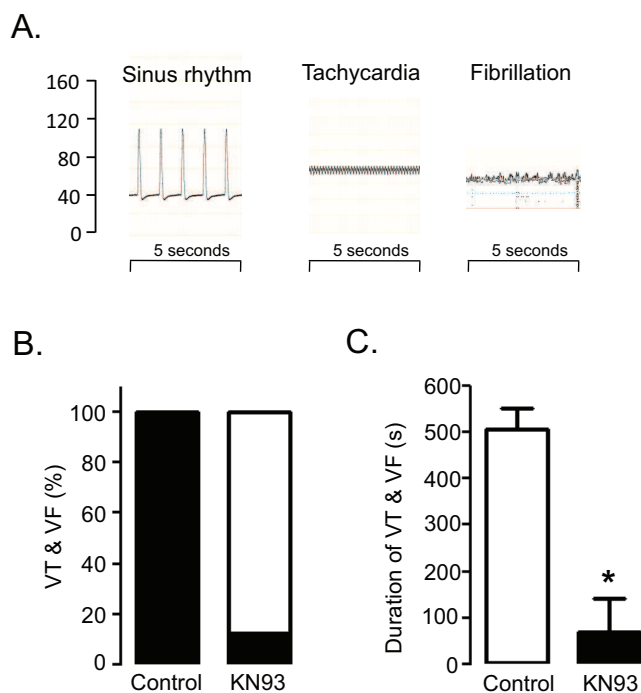 A.
Sinus rhythm
Tachycardia
Fibrillation
160
120
80
40
0
5 seconds
5 seconds
5 seconds
B.
VT & VF (%)
100
80
60
40
20
0
Control
KN93
C.
Duration of VT & VF (s)
600
500
400
300
200
100
0
*
Control
KN93